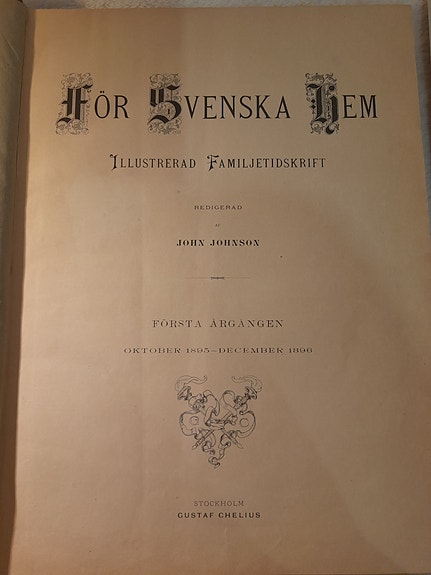 För Svenska Hem
Illustrerad Familjetidskrift
REDIGERAD
AF
JOHN JOHNSON
FÖRSTA ÅRGÅNGEN
OKTOBER 1895–DECEMBER 1896
STOCKHOLM
GUSTAF CHELIUS